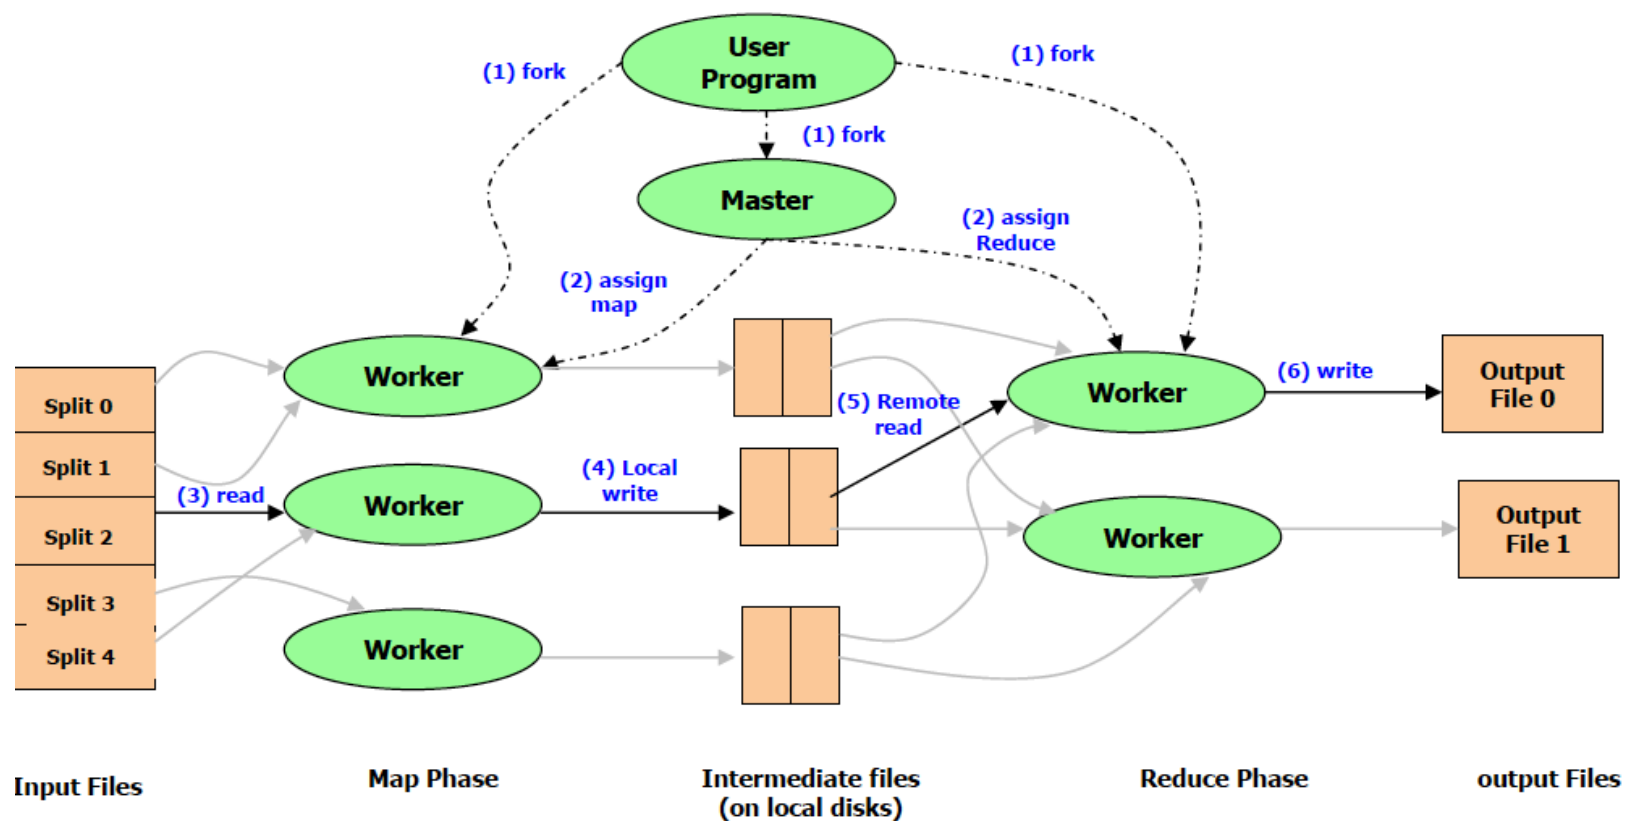 User
Program
(1) fork
(1) fork
(1) fork
Master
(2) assign
Reduce
(2) assign
map
Split 0
Split 1
Split 2
Split 3
Split 4
(3) read
Worker
Worker
Worker
(4) Local
write
(5) Remote
read
Worker
Worker
(6) write
Output
File 0
Output
File 1
Input Files
Map Phase
Intermediate files
(on local disks)
Reduce Phase
output Files